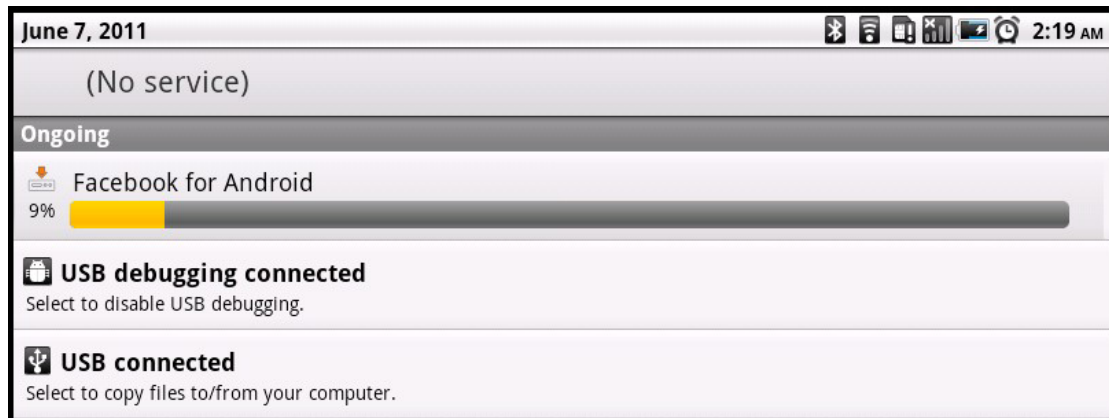 June 7, 2011 2:19 AM
(No service)
Ongoing
Facebook for Android
9%
USB debugging connected
Select to disable USB debugging.
USB connected
Select to copy files to/from your computer.